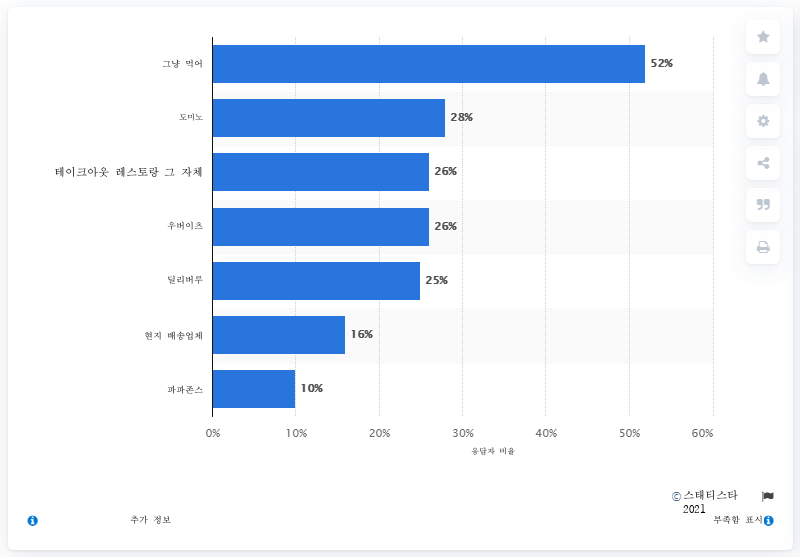 그냥 먹어 52%
도미노 28%
테이크아웃 레스토랑 그 자체 26%
우버이츠 26%
딜리버루 25%
현지 배송업체 16%
파파존스 10%
0% 10% 20% 30% 40% 50% 60%
응답자 비율
© 스태티스타
2021
추가 정보 부족함 표시